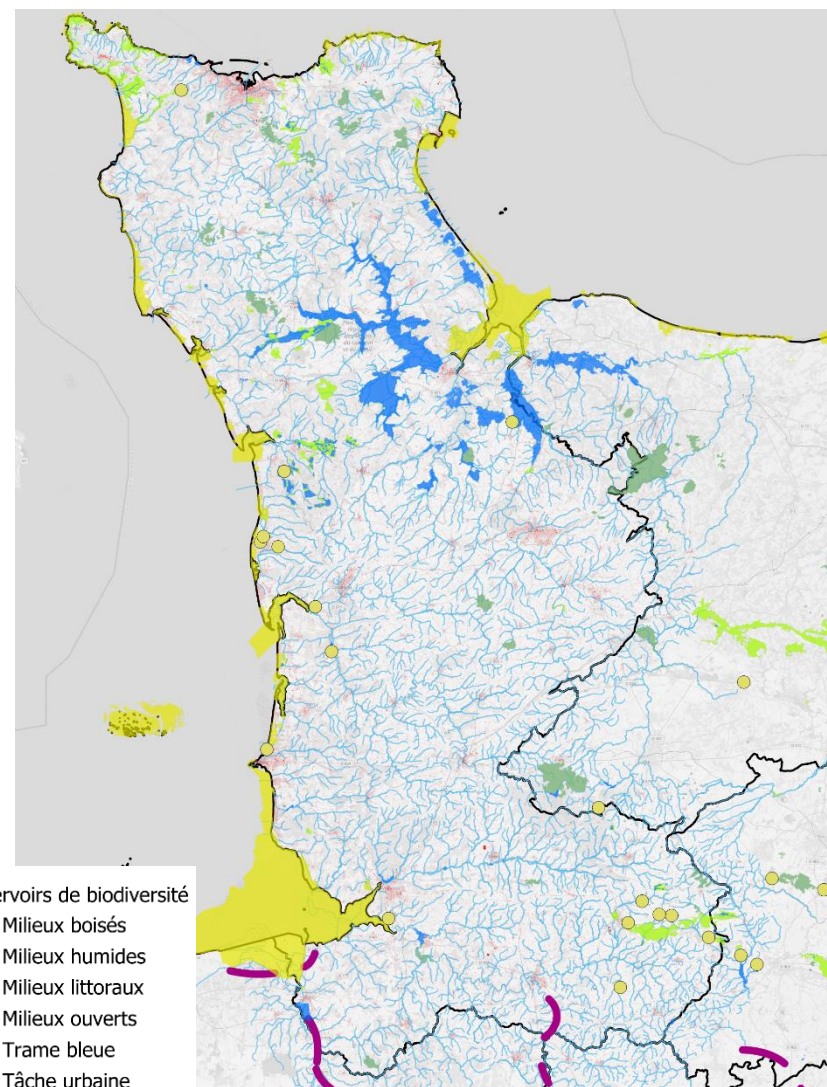 ervoirs de biodiversité
Milieux boisés
Milieux humides
Milieux littoraux
Milieux ouverts
Trame bleue
Tâche urbaine